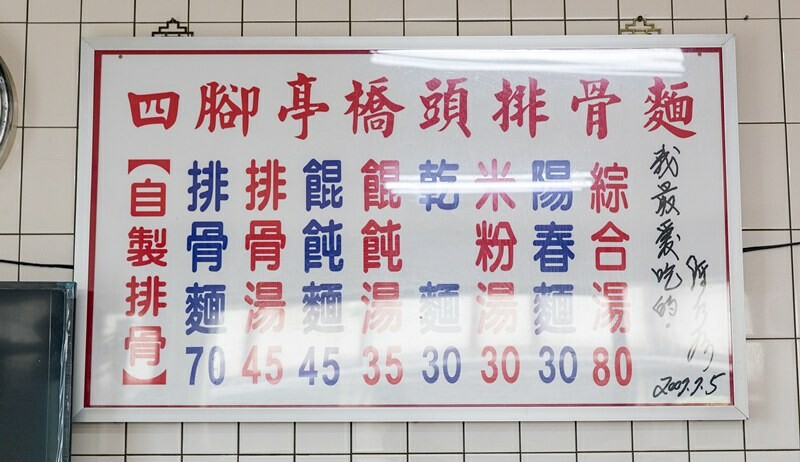 四腳亭橋頭排骨麵
【自製排骨】
排骨麵70
排骨湯45
餛飩麵45
餛飩湯35
乾麵30
米粉湯30
陽春麵30
綜合湯80
我最愛吃的.
2007.7.5